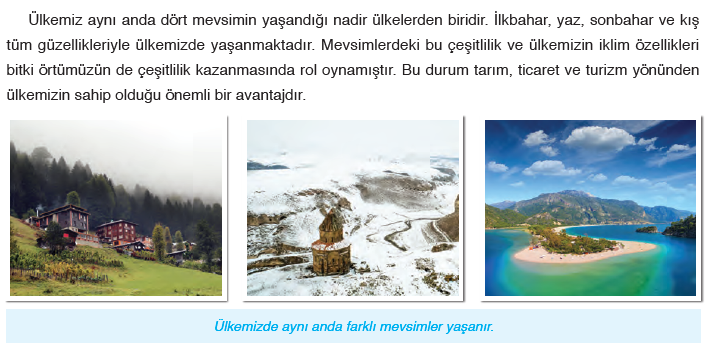 Ülkemiz aynı anda dört mevsimin yaşandığı nadir ülkelerden biridir. İlkbahar, yaz, sonbahar ve kış
tüm güzellikleriyle ülkemizde yaşanmaktadır. Mevsimlerdeki bu çeşitlilik ve ülkemizin iklim özellikleri
bitki örtümüzün de çeşitlilik kazanmasında rol oynamıştır. Bu durum tarım, ticaret ve turizm yönünden
ülkemizin sahip olduğu önemli bir avantajdır.
Ülkemizde aynı anda farklı mevsimler yaşanır.